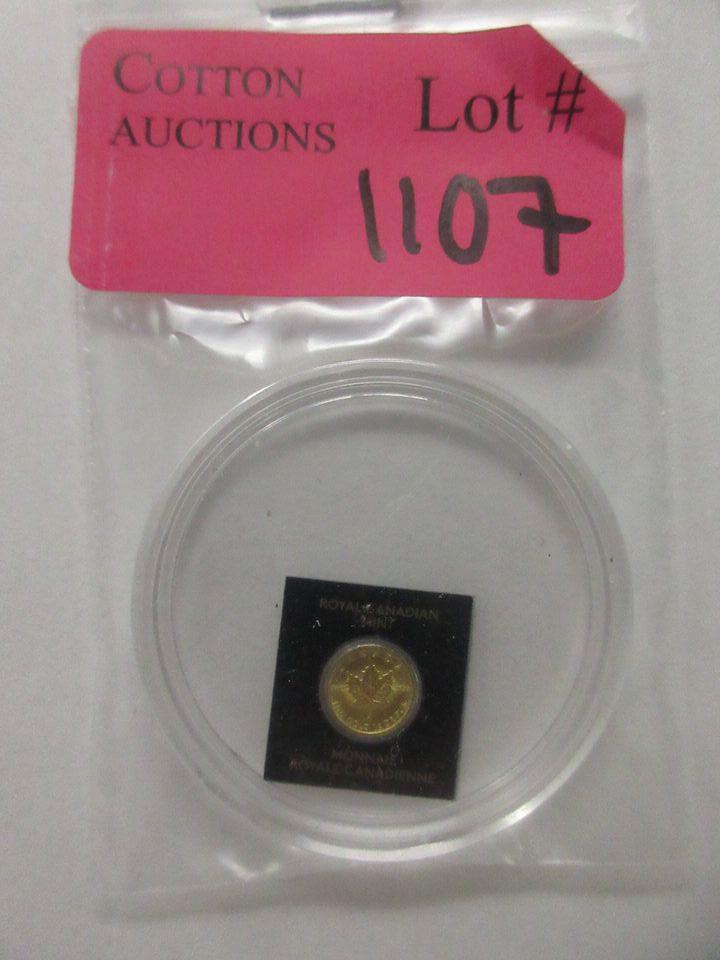 COTTON
AUCTIONS
Lot #
1107
ROYAL CANADIAN
MINT
MONNAIE
ROYALE CANADIENNE